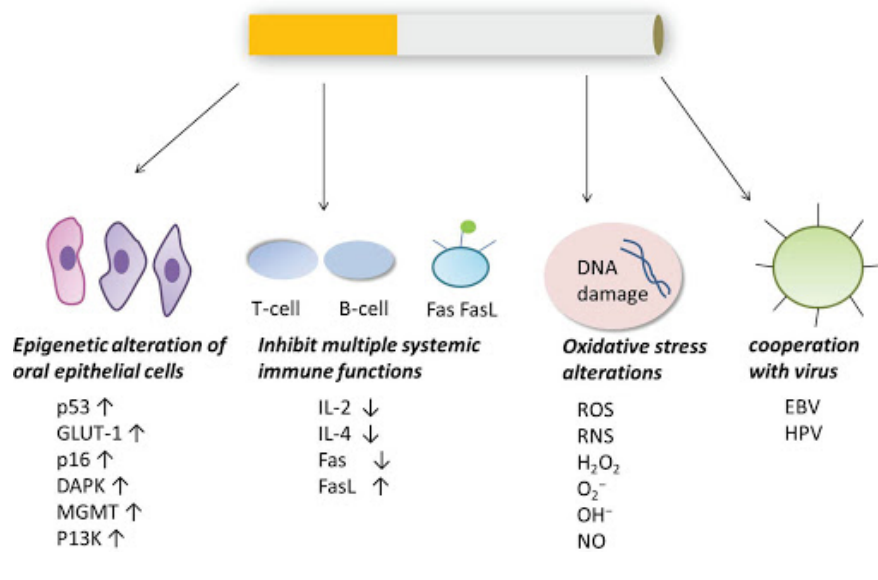 DNA
damage
T-cell
B-cell
Fas FasL
Epigenetic alteration of
oral epithelial cells
p53 ↑
GLUT-1 ↑
p16 ↑
DAPK ↑
MGMT ↑
P13K ↑
Inhibit multiple systemic
immune functions
IL-2 ↓
IL-4 ↓
Fas ↓
FasL ↑
Oxidative stress
alterations
ROS
RNS
H₂O₂
O₂⁻
OH⁻
NO
cooperation
with virus
EBV
HPV